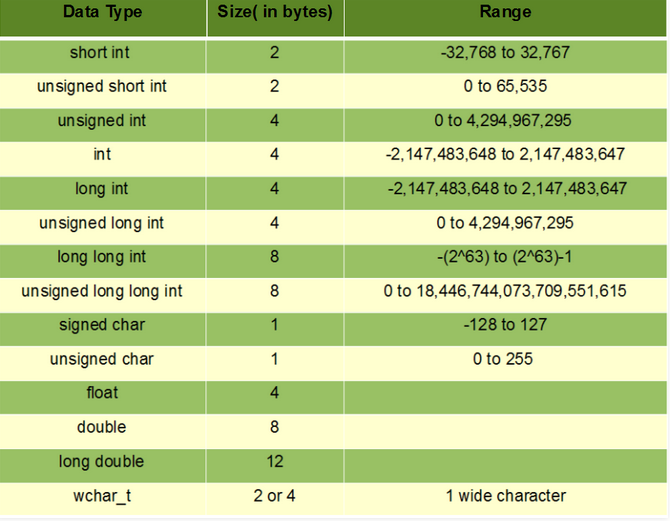 Data Type Size( in bytes) Range
short int 2 -32,768 to 32,767
unsigned short int 2 0 to 65,535
unsigned int 4 0 to 4,294,967,295
int 4 -2,147,483,648 to 2,147,483,647
long int 4 -2,147,483,648 to 2,147,483,647
unsigned long int 4 0 to 4,294,967,295
long long int 8 -(2^63) to (2^63)-1
unsigned long long int 8 0 to 18,446,744,073,709,551,615
signed char 1 -128 to 127
unsigned char 1 0 to 255
float 4
double 8
long double 12
wchar_t 2 or 4 1 wide character